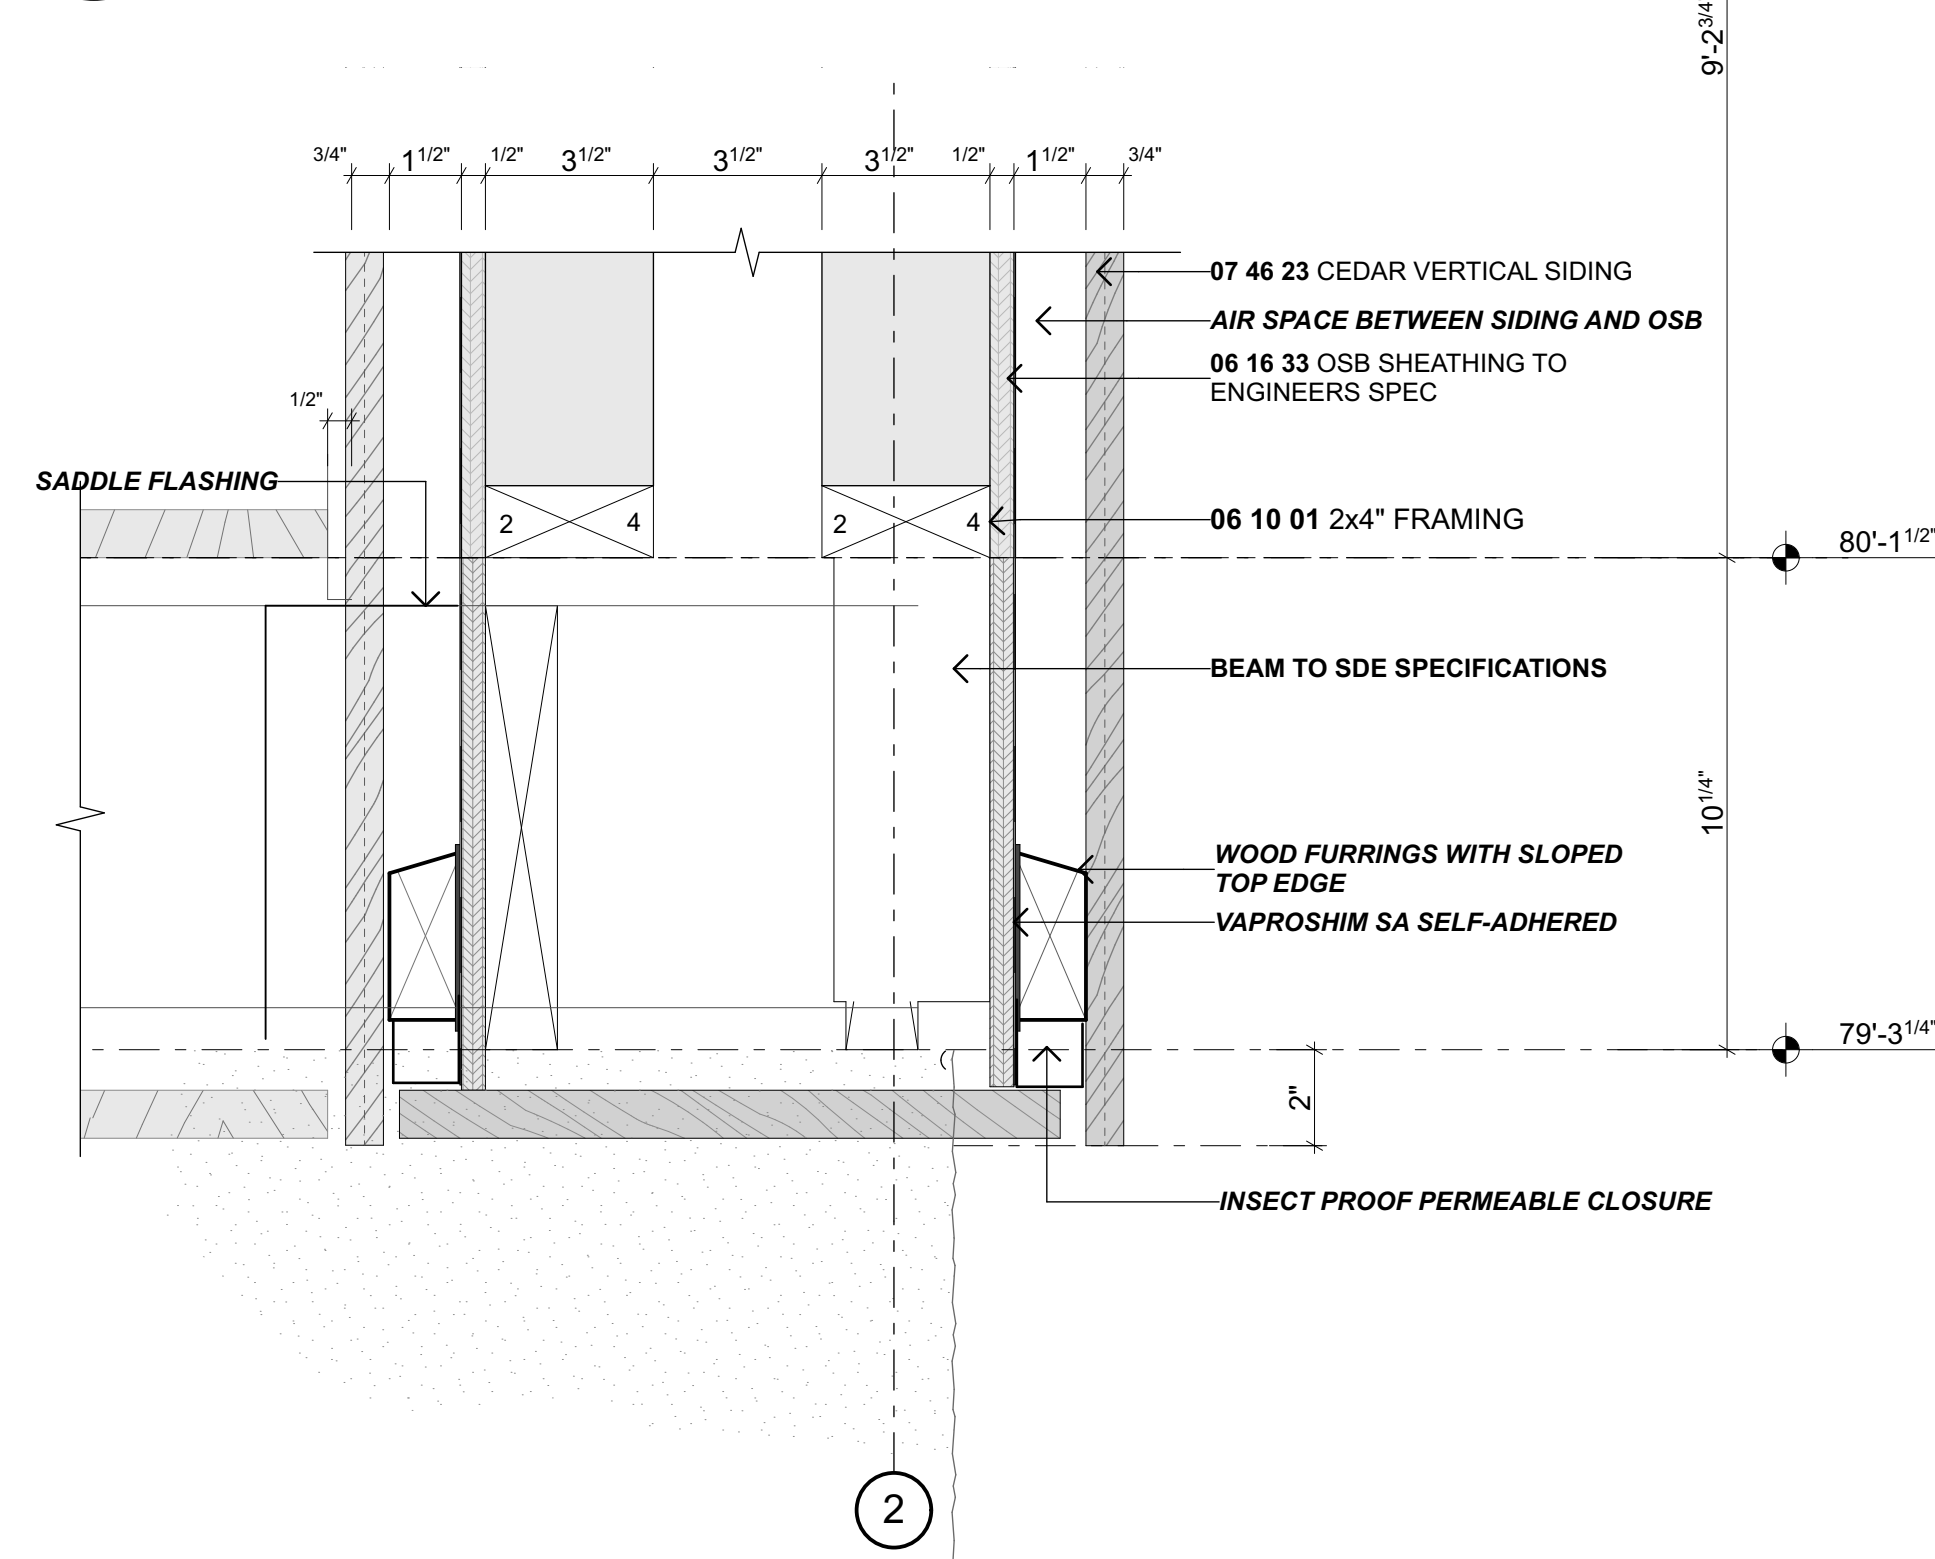 9'-2 3/4
3/4" 1 1/2" 1/2" 3 1/2" 3 1/2" 3 1/2" 1/2" 1 1/2" 3/4"
07 46 23 CEDAR VERTICAL SIDING
AIR SPACE BETWEEN SIDING AND OSB
06 16 33 OSB SHEATHING TO
ENGINEERS SPEC
1/2"
SADDLE FLASHING
2 4 2 4
06 10 01 2x4" FRAMING
80'-1 1/2"
BEAM TO SDE SPECIFICATIONS
10 1/4"
WOOD FURRINGS WITH SLOPED
TOP EDGE
VAPROSHIM SA SELF-ADHERED
79'-3 1/4"
2"
INSECT PROOF PERMEABLE CLOSURE
2